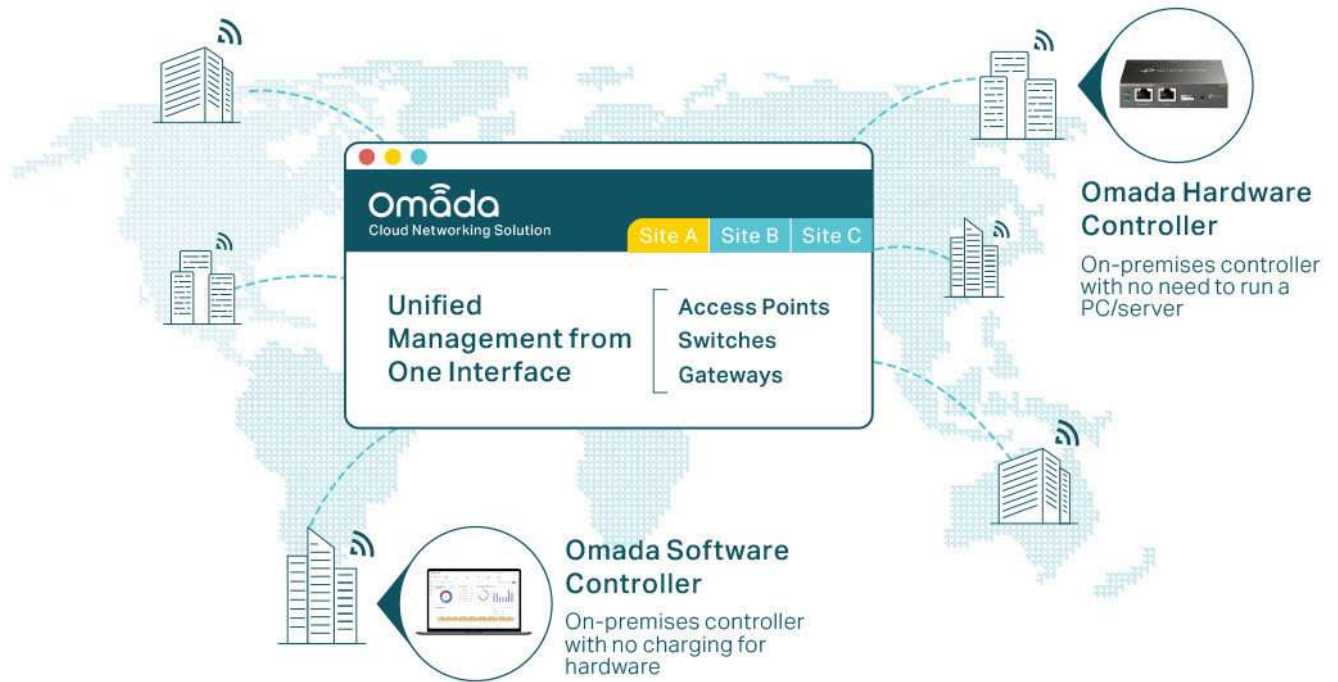 Omada
Cloud Networking Solution
Site A
Site B
Site C
Unified
Management from
One Interface
Access Points
Switches
Gateways
Omada Hardware
Controller
On-premises controller
with no need to run a
PC/server
Omada Software
Controller
On-premises controller
with no charging for
hardware